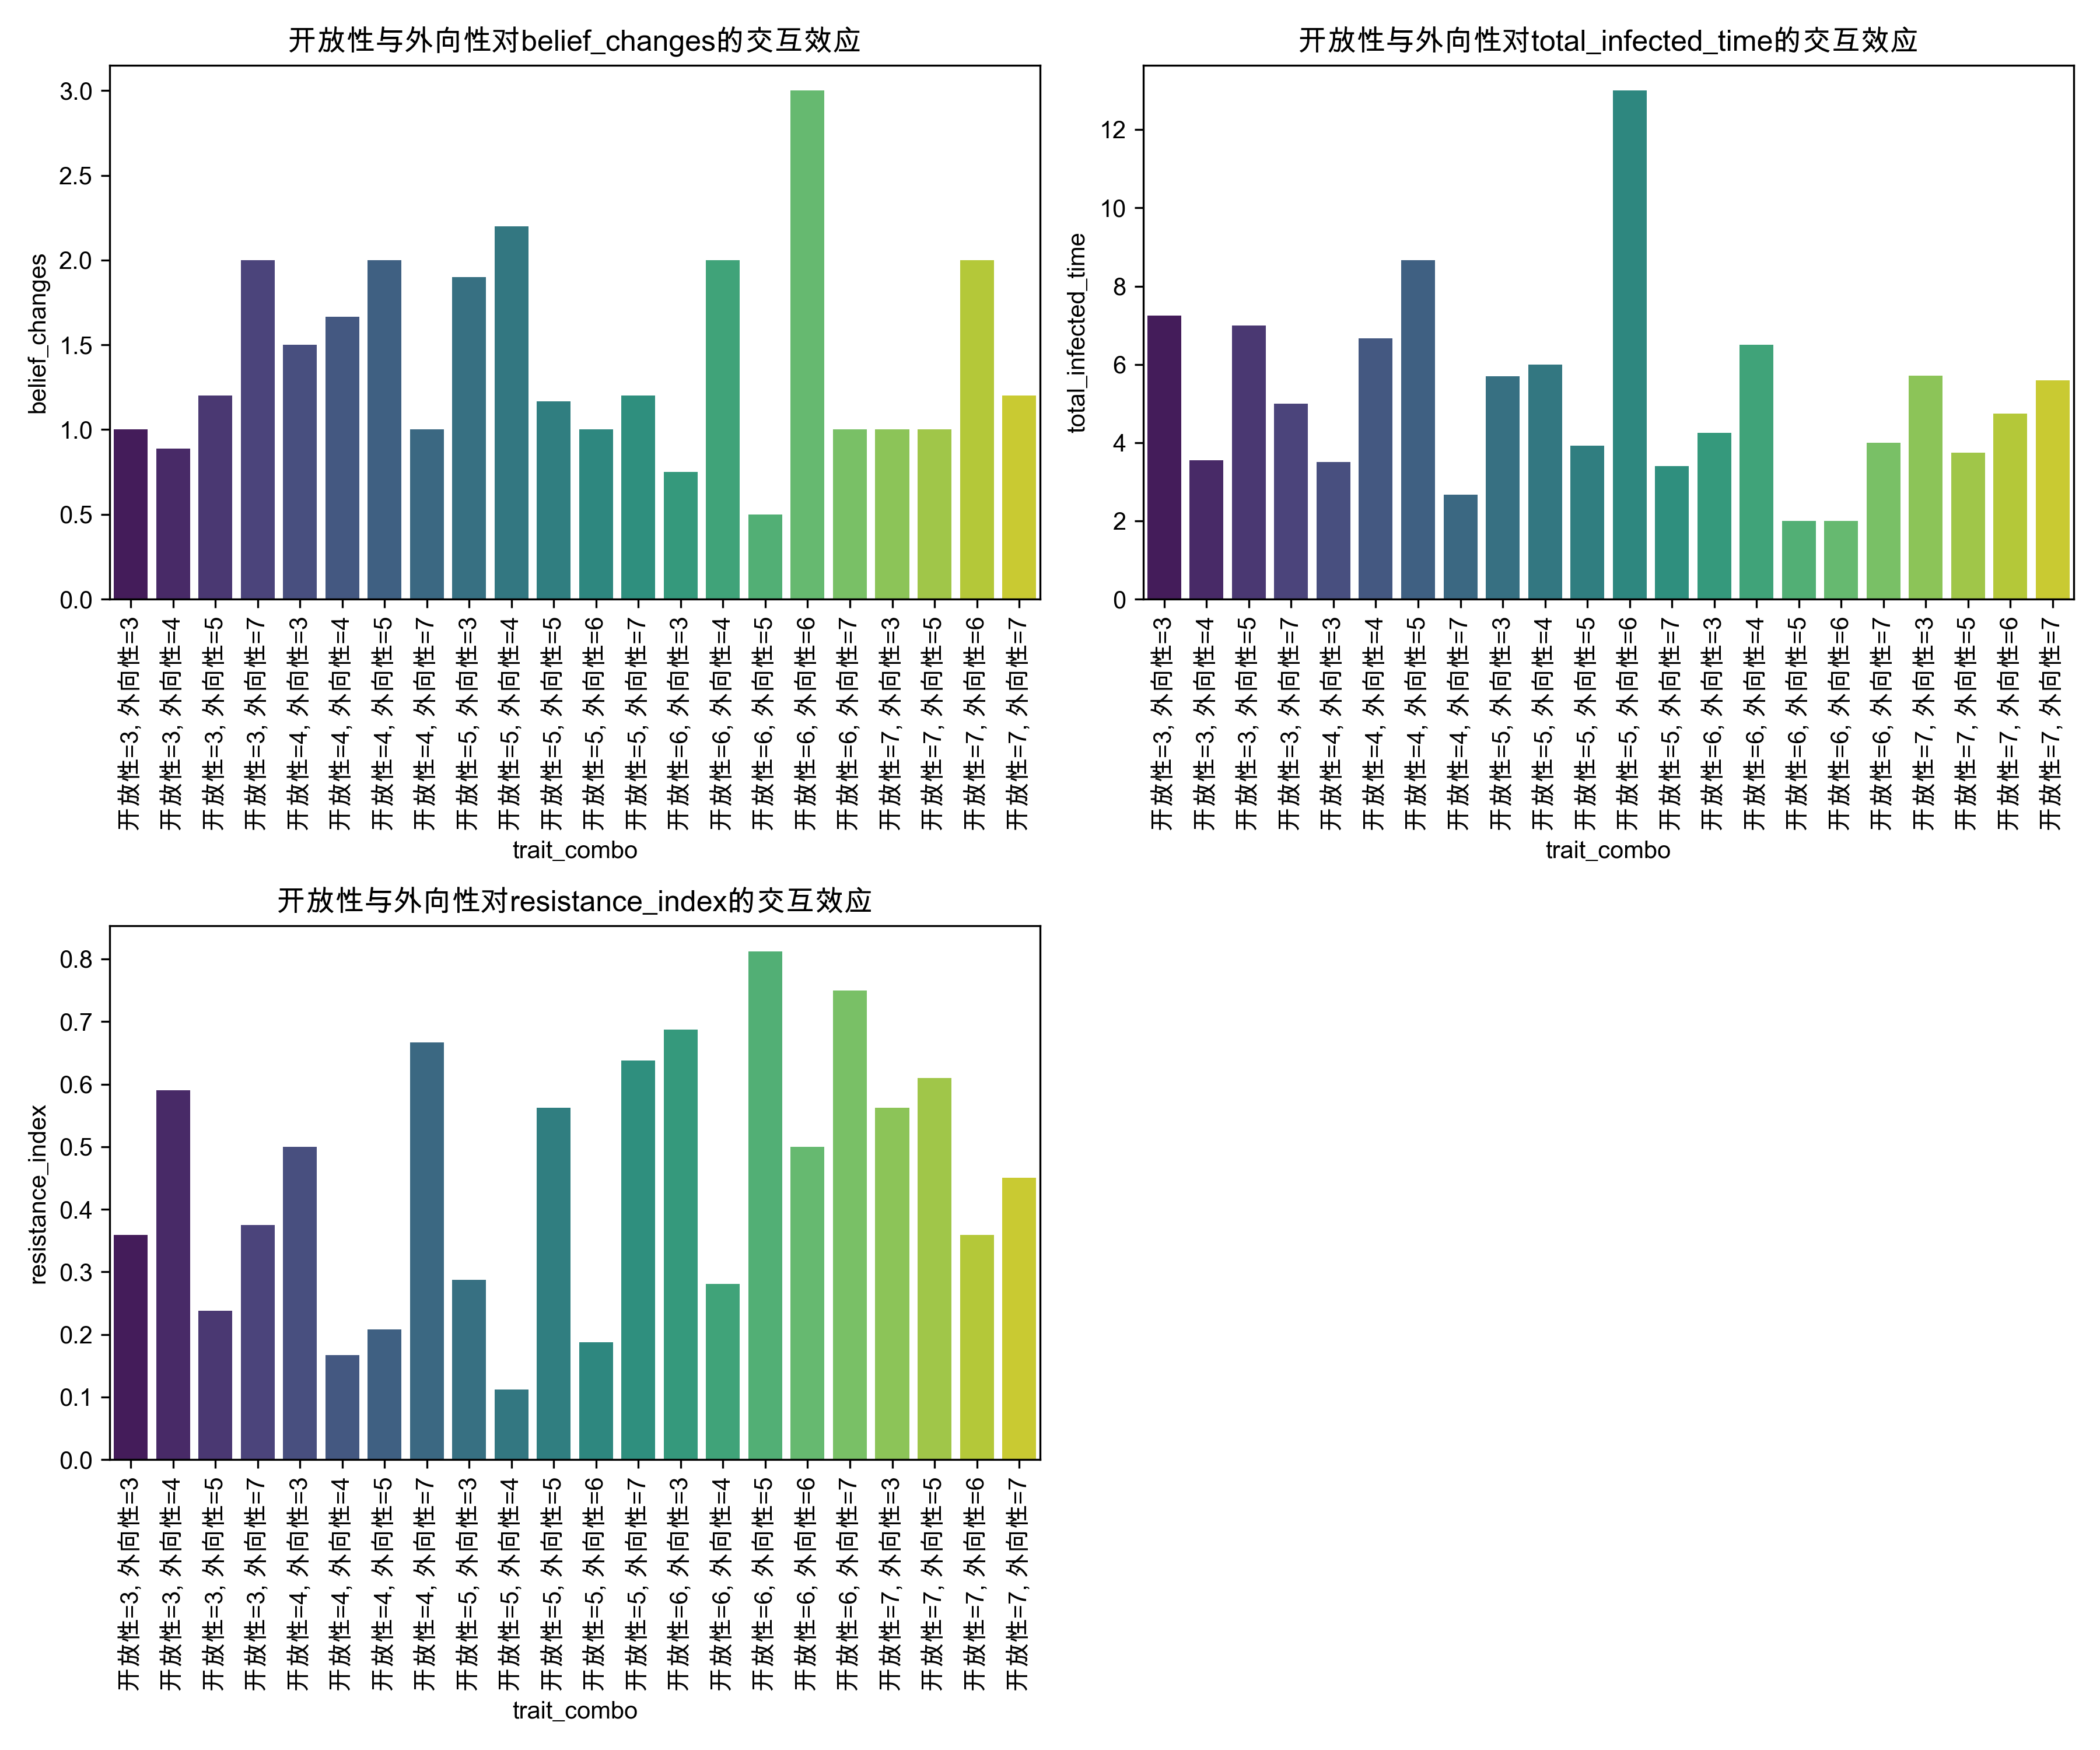 开放性与外向性对belief_changes的交互效应
belief_changes
3.0
2.5
2.0
1.5
1.0
0.5
0.0
开放性=3, 外向性=3
开放性=3, 外向性=4
开放性=3, 外向性=5
开放性=3, 外向性=7
开放性=4, 外向性=3
开放性=4, 外向性=4
开放性=4, 外向性=5
开放性=4, 外向性=7
开放性=5, 外向性=3
开放性=5, 外向性=4
开放性=5, 外向性=5
开放性=5, 外向性=6
开放性=5, 外向性=7
开放性=6, 外向性=3
开放性=6, 外向性=4
开放性=6, 外向性=5
开放性=6, 外向性=6
开放性=6, 外向性=7
开放性=7, 外向性=3
开放性=7, 外向性=5
开放性=7, 外向性=6
开放性=7, 外向性=7
trait_combo
开放性与外向性对total_infected_time的交互效应
total_infected_time
12
10
8
6
4
2
0
开放性=3, 外向性=3
开放性=3, 外向性=4
开放性=3, 外向性=5
开放性=3, 外向性=7
开放性=4, 外向性=3
开放性=4, 外向性=4
开放性=4, 外向性=5
开放性=4, 外向性=7
开放性=5, 外向性=3
开放性=5, 外向性=4
开放性=5, 外向性=5
开放性=5, 外向性=6
开放性=5, 外向性=7
开放性=6, 外向性=3
开放性=6, 外向性=4
开放性=6, 外向性=5
开放性=6, 外向性=6
开放性=6, 外向性=7
开放性=7, 外向性=3
开放性=7, 外向性=5
开放性=7, 外向性=6
开放性=7, 外向性=7
trait_combo
开放性与外向性对resistance_index的交互效应
resistance_index
0.8
0.7
0.6
0.5
0.4
0.3
0.2
0.1
0.0
开放性=3, 外向性=3
开放性=3, 外向性=4
开放性=3, 外向性=5
开放性=3, 外向性=7
开放性=4, 外向性=3
开放性=4, 外向性=4
开放性=4, 外向性=5
开放性=4, 外向性=7
开放性=5, 外向性=3
开放性=5, 外向性=4
开放性=5, 外向性=5
开放性=5, 外向性=6
开放性=5, 外向性=7
开放性=6, 外向性=3
开放性=6, 外向性=4
开放性=6, 外向性=5
开放性=6, 外向性=6
开放性=6, 外向性=7
开放性=7, 外向性=3
开放性=7, 外向性=5
开放性=7, 外向性=6
开放性=7, 外向性=7
trait_combo